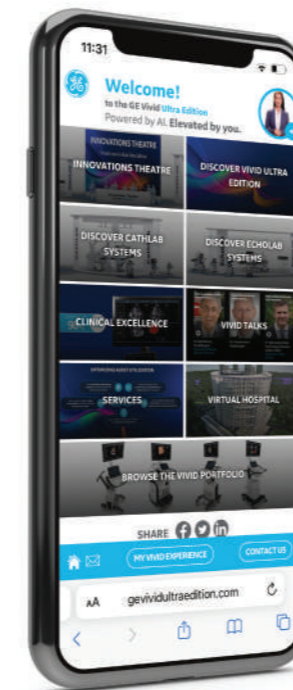 11:31
Welcome!
to the GE Vivid Ultra Edition
Powered by AI. Elevated by you.
INNOVATIONS THEATRE
INNOVATIONS THEATRE
DISCOVER VIVID ULTRA
EDITION
DISCOVER CATHLAB
SYSTEMS
DISCOVER ECHOLAB
SYSTEMS
CLINICAL EXCELLENCE
VIVID TALKS
SERVICES
VIRTUAL HOSPITAL
BROWSE THE VIVID PORTFOLIO
SHARE
MY VIVID EXPERIENCE
CONTACT US
AA
gevividultraedition.com